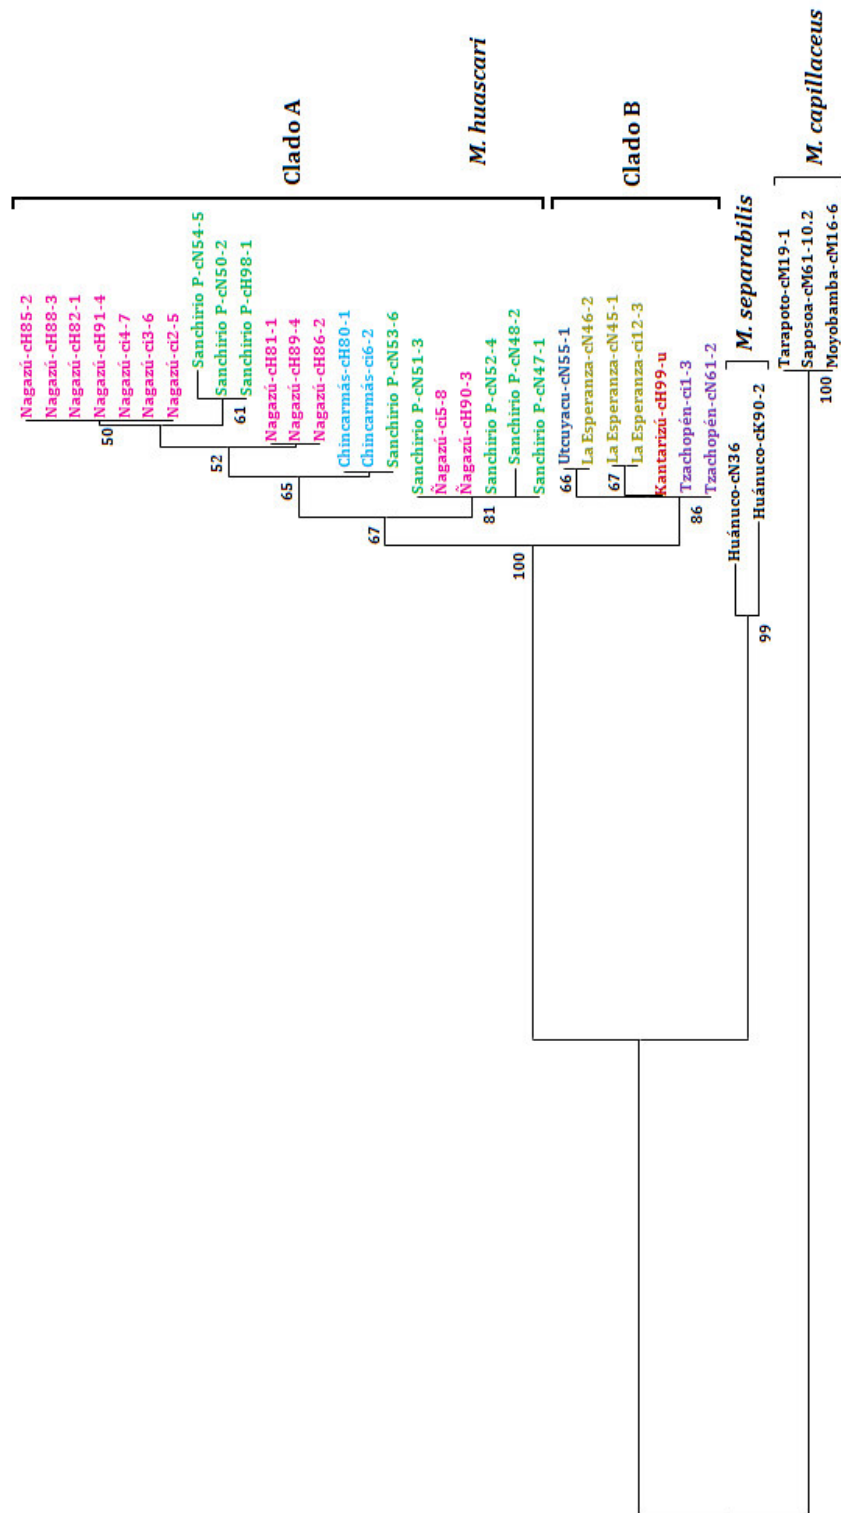 Nagazú-cH85-2
Nagazú-cH88-3
Nagazú-cH82-1
Nagazú-cH91-4
Nagazú-ci4-7
Nagazú-ci3-6
Nagazú-ci2-5
50
Sanchirio P-cN54-5
Sanchirio P-cN50-2
Sanchirio P-cH98-1
61
52
Nagazú-cH81-1
Nagazú-cH89-4
Nagazú-cH86-2
65
Chincarmás-cH80-1
Chincarmás-ci6-2
Sanchirio P-cN53-6
67
Sanchirio P-cN51-3
Ñagazú-ci5-8
Ñagazú-cH90-3
Sanchirio P-cN52-4
Sanchirio P-cN48-2
Sanchirio P-cN47-1
81
100
Clado A
M. huascari
Utcuyacu-cN55-1
La Esperanza-cN46-2
66
La Esperanza-cN45-1
La Esperanza-ci12-3
67
Kantarizú-cH99-u
Tzachopén-ci1-3
Tzachopén-cN61-2
86
Clado B
Huánuco-cN36
Huánuco-cK90-2
99
M. separabilis
Tarapoto-cM19-1
Saposoa-cM61-10.2
Moyobamba-cM16-6
100
M. capillaceus